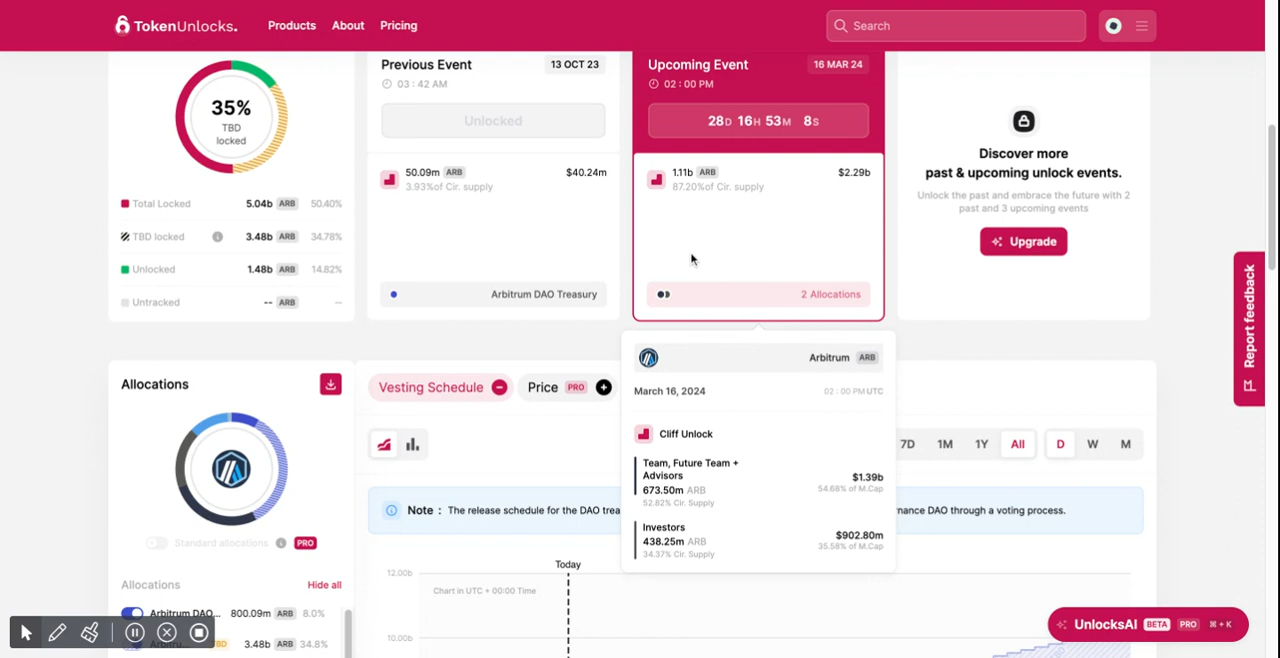 TokenUnlocks.
Products
About
Pricing
Search
35%
TBD
locked
Total Locked 5.04b ARB 50.40%
TBD locked 3.48b ARB 34.78%
Unlocked 1.48b ARB 14.82%
Untracked -- ARB --
Previous Event 13 OCT 23
03 : 42 AM
Unlocked
50.09m ARB $40.24m
3.93%of Cir. supply
Arbitrum DAO Treasury
Upcoming Event 16 MAR 24
02 : 00 PM
28D 16H 53M 8S
1.11b ARB $2.29b
87.20%of Cir. supply
2 Allocations
Discover more
past & upcoming unlock events.
Unlock the past and embrace the future with 2
past and 3 upcoming events
Upgrade
Report feedback
Arbitrum ARB
March 16, 2024 02 : 00 PM UTC
Cliff Unlock
Team, Future Team +
Advisors
673.50m ARB $1.39b
52.82% Cir. Supply 54.68% of M.Cap
Investors
438.25m ARB $902.80m
34.37% Cir. Supply 35.58% of M.Cap
Allocations
Standard allocations PRO
Allocations Hide all
Arbitrum DAO... 800.09m ARB 8.0%
3.48b ARB 34.8%
Vesting Schedule
Price PRO
7D 1M 1Y All D W M
Note : The release schedule for the DAO trea
nance DAO through a voting process.
Today
12.00b
Chart in UTC + 00:00 Time
10.00b
UnlocksAI BETA PRO ⌘ + K